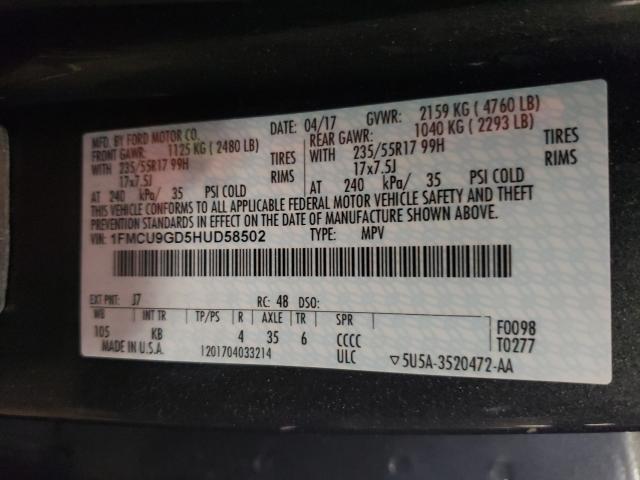 MFD. BY FORD MOTOR CO.
DATE: 04/17 GVWR: 2159 KG ( 4760 LB)
FRONT GAWR: 1125 KG ( 2480 LB) REAR GAWR: 1040 KG ( 2293 LB)
WITH 235/55R17 99H TIRES WITH 235/55R17 99H TIRES
17x7.5J RIMS 17x7.5J RIMS
AT 240 kPa/ 35 PSI COLD AT 240 kPa/ 35 PSI COLD
THIS VEHICLE CONFORMS TO ALL APPLICABLE FEDERAL MOTOR VEHICLE SAFETY AND THEFT
PREVENTION STANDARDS IN EFFECT ON THE DATE OF MANUFACTURE SHOWN ABOVE.
VIN: 1FMCU9GD5HUD58502 TYPE: MPV
EXT PNT: J7 RC: 48 DSO:
WB INT TR TP/PS R AXLE TR SPR
105 KB 4 35 6 CCCC
MADE IN U.S.A. 1201704033214 ULC
F0098
T0277
▽5U5A-3520472-AA